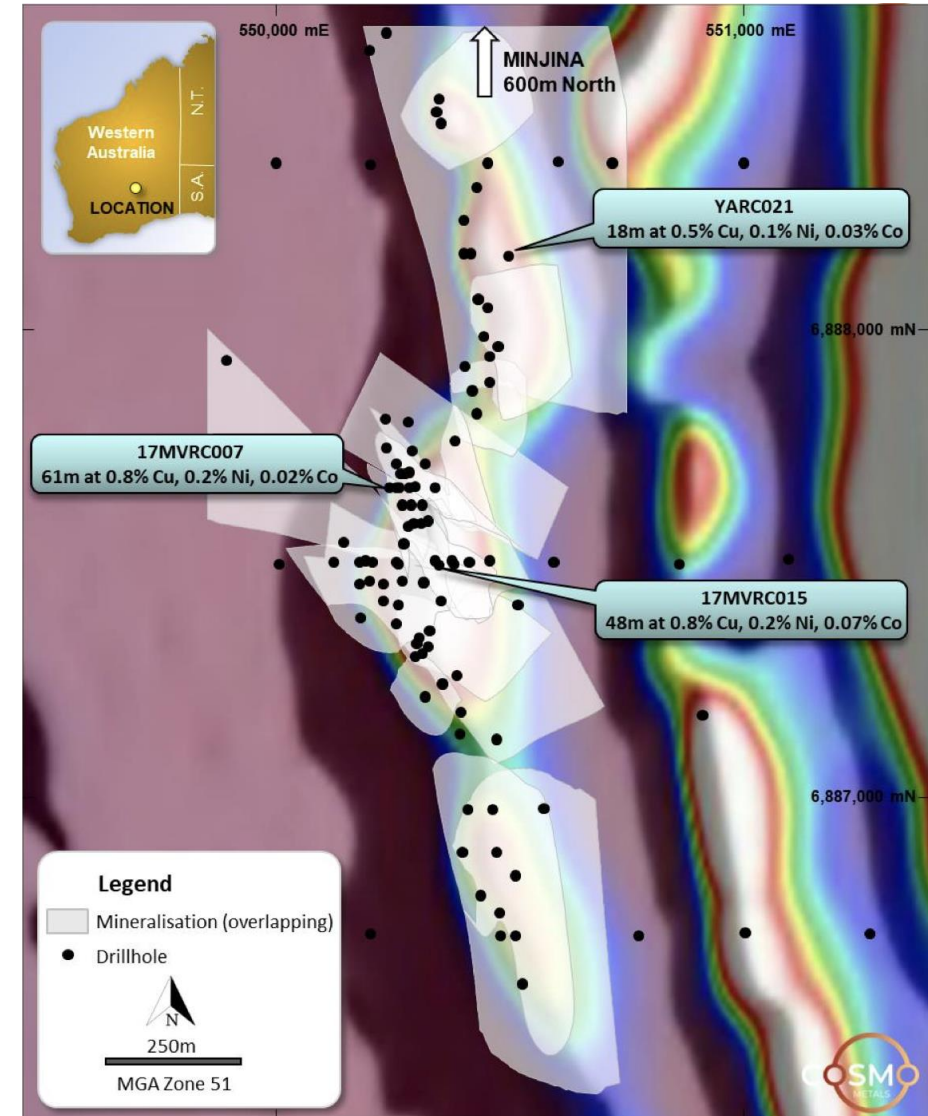 550,000 mE
551,000 mE
MINJINA
600m North
N.T.
Western
Australia
S.A.
LOCATION
YARC021
18m at 0.5% Cu, 0.1% Ni, 0.03% Co
6,888,000 mN
17MVRC007
61m at 0.8% Cu, 0.2% Ni, 0.02% Co
17MVRC015
48m at 0.8% Cu, 0.2% Ni, 0.07% Co
6,887,000 mN
Legend
Mineralisation (overlapping)
Drillhole
N
250m
MGA Zone 51
COSMO
METALS